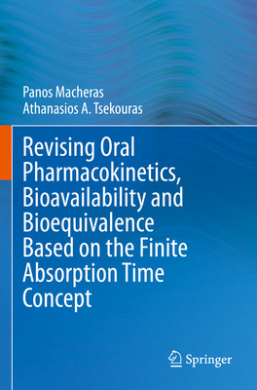 Panos Macheras
Athanasios A. Tsekouras
Revising Oral
Pharmacokinetics,
Bioavailability and
Bioequivalence
Based on the Finite
Absorption Time
Concept
Springer